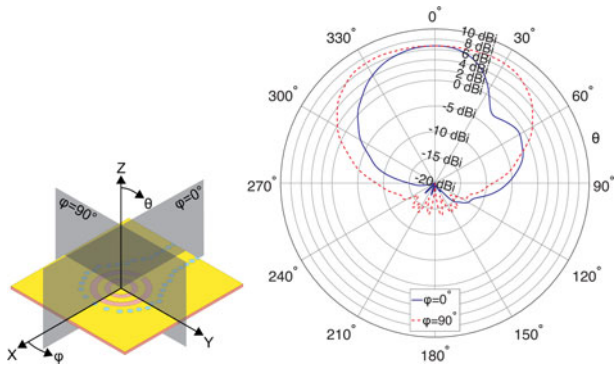 Z
θ
φ=90°
φ=0°
X
φ
Y
0°
30°
60°
θ
90°
120°
150°
180°
210°
240°
270°
300°
330°
10 dBi
8 dBi
6 dBi
4 dBi
2 dBi
0 dBi
-5 dBi
-10 dBi
-15 dBi
-20 dBi
φ=0°
φ=90°